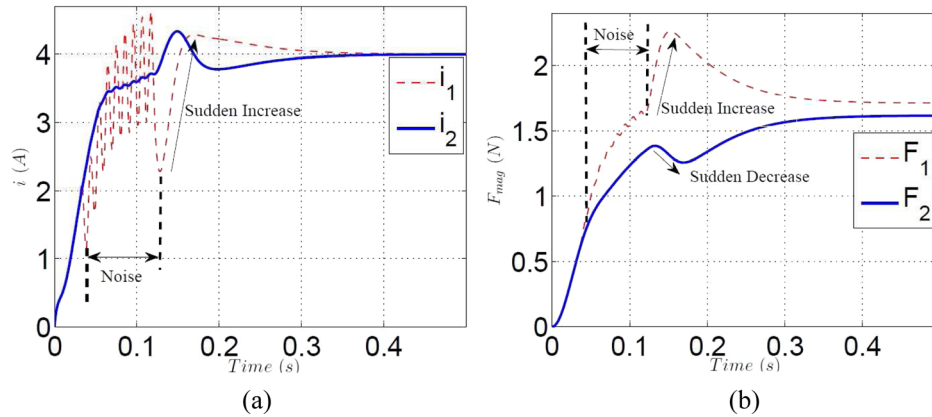 4
3
2
1
0
i (A)
Sudden Increase
Noise
i1
i2
0
0.1
0.2
0.3
0.4
Time (s)
(a)
2
1.5
1
0.5
0
Fmag (N)
Noise
Sudden Increase
Sudden Decrease
F1
F2
0
0.1
0.2
0.3
0.4
Time (s)
(b)